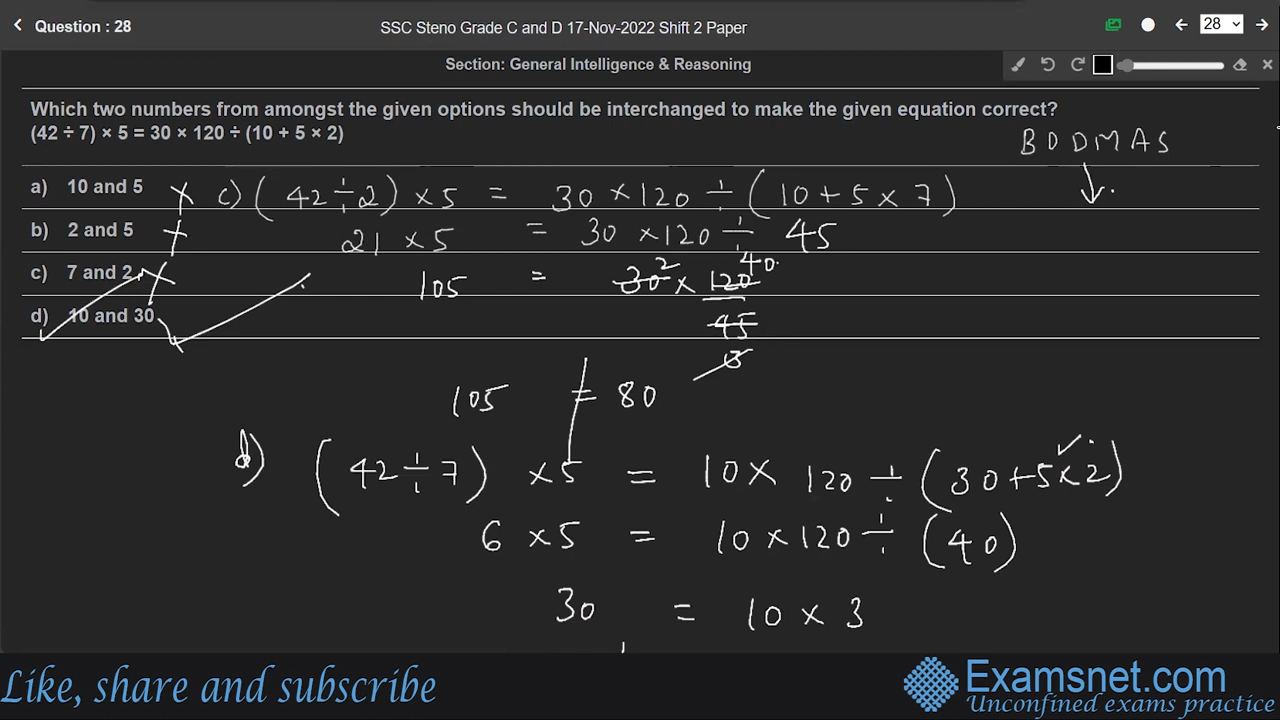 Question : 28
SSC Steno Grade C and D 17-Nov-2022 Shift 2 Paper
28
Section: General Intelligence & Reasoning
Which two numbers from amongst the given options should be interchanged to make the given equation correct?
(42 ÷ 7) × 5 = 30 × 120 ÷ (10 + 5 × 2)
BODMAS
a) 10 and 5
c) (42 ÷ 2) × 5 = 30 × 120 ÷ (10 + 5 × 7)
b) 2 and 5
21 × 5 = 30 × 120 ÷ 45
c) 7 and 2
40
105 = 30 2 × 120
d) 10 and 30
45
3
105 = 80
d) (42 ÷ 7) × 5 = 10 × 120 ÷ (30 + 5 × 2)
6 × 5 = 10 × 120 ÷ (40)
30 = 10 × 3
Like, share and subscribe
Examsnet.com
Unconfined exams practice